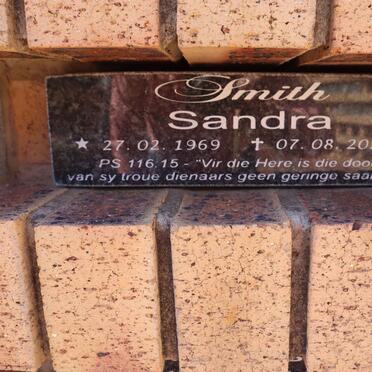 Smith
Sandra
★ 27. 02. 1969 ✝ 07. 08. 20
PS 116.15 - "Vir die Here is die doo
van sy troue dienaars geen geringe saa